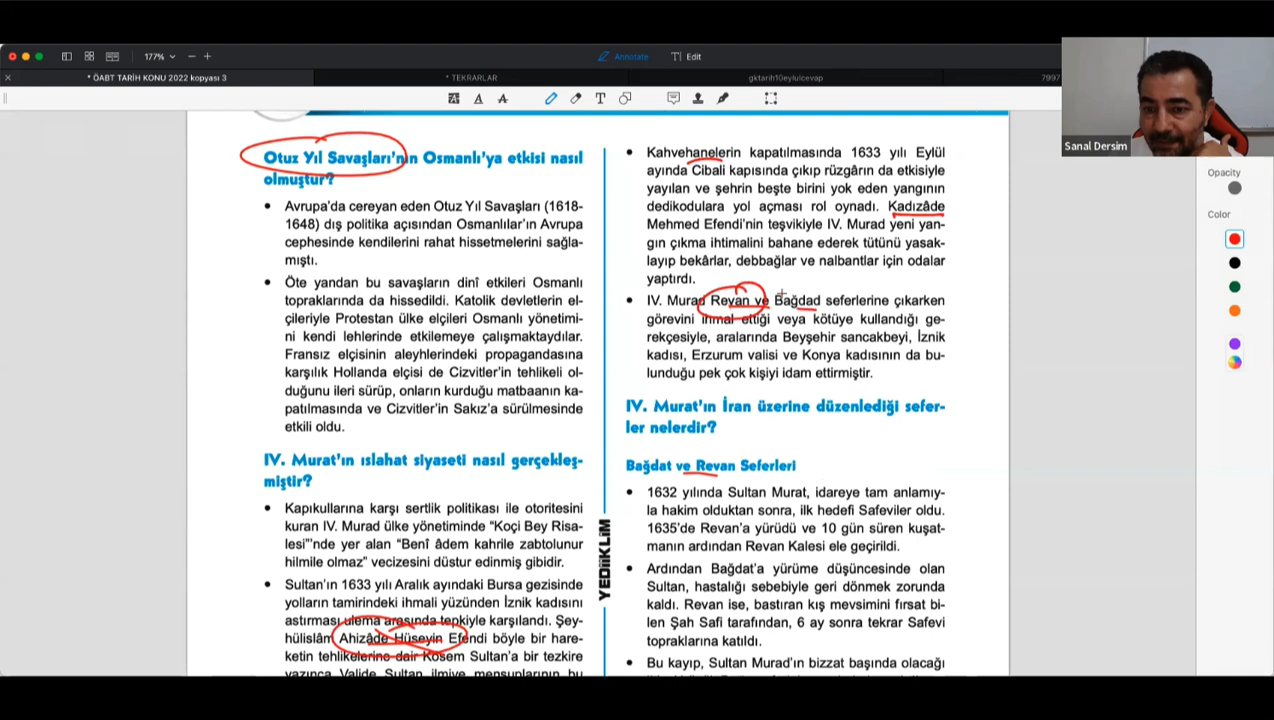 177%
Annotate
Edit
* ÖABT TARİH KONU 2022 kopyası 3
* TEKRARLAR
gktarih10eylulcevap
7997
Sanal Dersim
Opacity
Color
Otuz Yıl Savaşları'nın Osmanlı'ya etkisi nasıl
olmuştur?
• Avrupa'da cereyan eden Otuz Yıl Savaşları (1618-
1648) dış politika açısından Osmanlılar'ın Avrupa
cephesinde kendilerini rahat hissetmelerini sağla-
mıştı.
• Öte yandan bu savaşların dinî etkileri Osmanlı
topraklarında da hissedildi. Katolik devletlerin el-
çileriyle Protestan ülke elçileri Osmanlı yönetimi-
ni kendi lehlerinde etkilemeye çalışmaktaydılar.
Fransız elçisinin aleyhlerindeki propagandasına
karşılık Hollanda elçisi de Cizvitler'in tehlikeli ol-
duğunu ileri sürüp, onların kurduğu matbaanın ka-
patılmasında ve Cizvitler'in Sakız'a sürülmesinde
etkili oldu.
IV. Murat'ın ıslahat siyaseti nasıl gerçekleş-
miştir?
• Kapıkullarına karşı sertlik politikası ile otoritesini
kuran IV. Murad ülke yönetiminde “Koçi Bey Risa-
lesi”'nde yer alan “Benî âdem kahrile zabtolunur
hilmile olmaz” vecizesini düstur edinmiş gibidir.
• Sultan'ın 1633 yılı Aralık ayındaki Bursa gezisinde
yolların tamirindeki ihmali yüzünden İznik kadısını
astırması ulema arasında tepkiyle karşılandı. Şey-
hülislâm Ahizâde Hüseyin Efendi böyle bir hare-
ketin tehlikelerine dair Kösem Sultan'a bir tezkire
yazınca Valide Sultan ilmiye mensuplarının bu
YEDİİKLİM
• Kahvehanelerin kapatılmasında 1633 yılı Eylül
ayında Cibali kapısında çıkıp rüzgârın da etkisiyle
yayılan ve şehrin beşte birini yok eden yangının
dedikodulara yol açması rol oynadı. Kadızâde
Mehmed Efendi'nin teşvikiyle IV. Murad yeni yan-
gın çıkma ihtimalini bahane ederek tütünü yasak-
layıp bekârlar, debbağlar ve nalbantlar için odalar
yaptırdı.
• IV. Murad Revan ve Bağdad seferlerine çıkarken
görevini ihmal ettiği veya kötüye kullandığı ge-
rekçesiyle, aralarında Beyşehir sancakbeyi, İznik
kadısı, Erzurum valisi ve Konya kadısının da bu-
lunduğu pek çok kişiyi idam ettirmiştir.
IV. Murat'ın İran üzerine düzenlediği sefer-
ler nelerdir?
Bağdat ve Revan Seferleri
• 1632 yılında Sultan Murat, idareye tam anlamıy-
la hakim olduktan sonra, ilk hedefi Safeviler oldu.
1635'de Revan'a yürüdü ve 10 gün süren kuşat-
manın ardından Revan Kalesi ele geçirildi.
• Ardından Bağdat'a yürüme düşüncesinde olan
Sultan, hastalığı sebebiyle geri dönmek zorunda
kaldı. Revan ise, bastıran kış mevsimini fırsat bi-
len Şah Safi tarafından, 6 ay sonra tekrar Safevi
topraklarına katıldı.
• Bu kayıp, Sultan Murad'ın bizzat başında olacağı